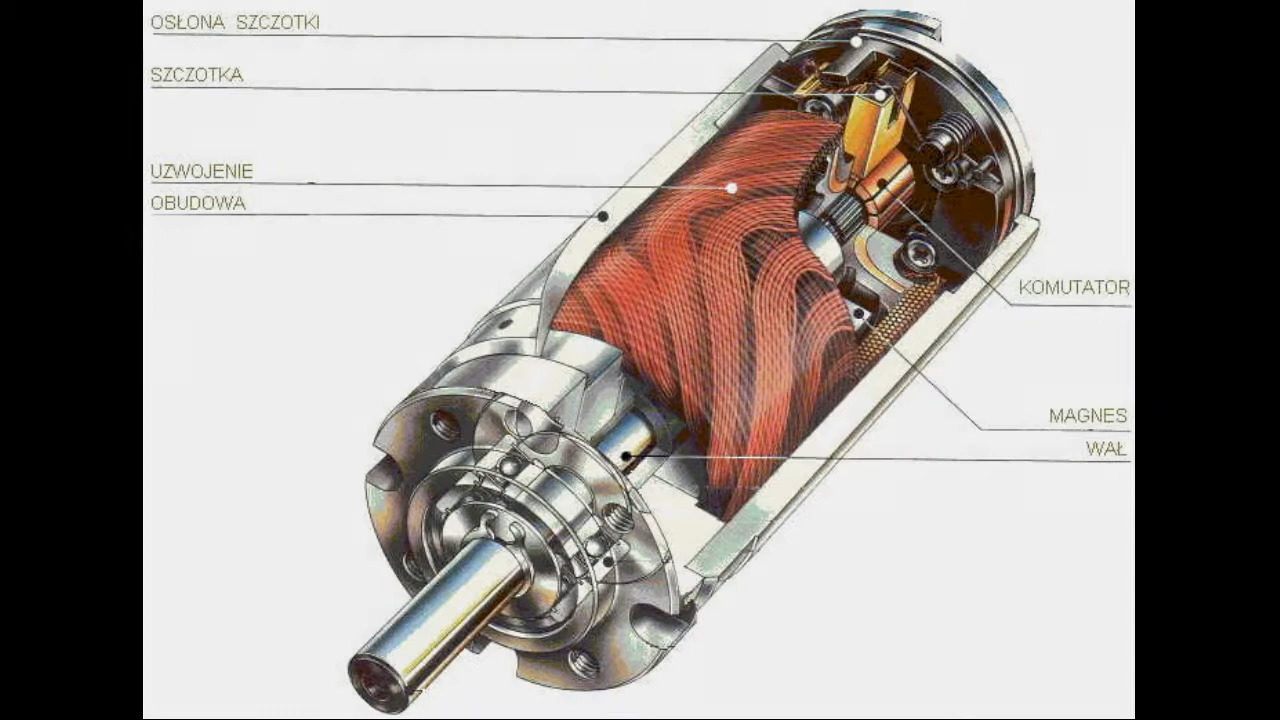 OSŁONA SZCZOTKI
SZCZOTKA
UZWOJENIE
OBUDOWA
KOMUTATOR
MAGNES
WAŁ